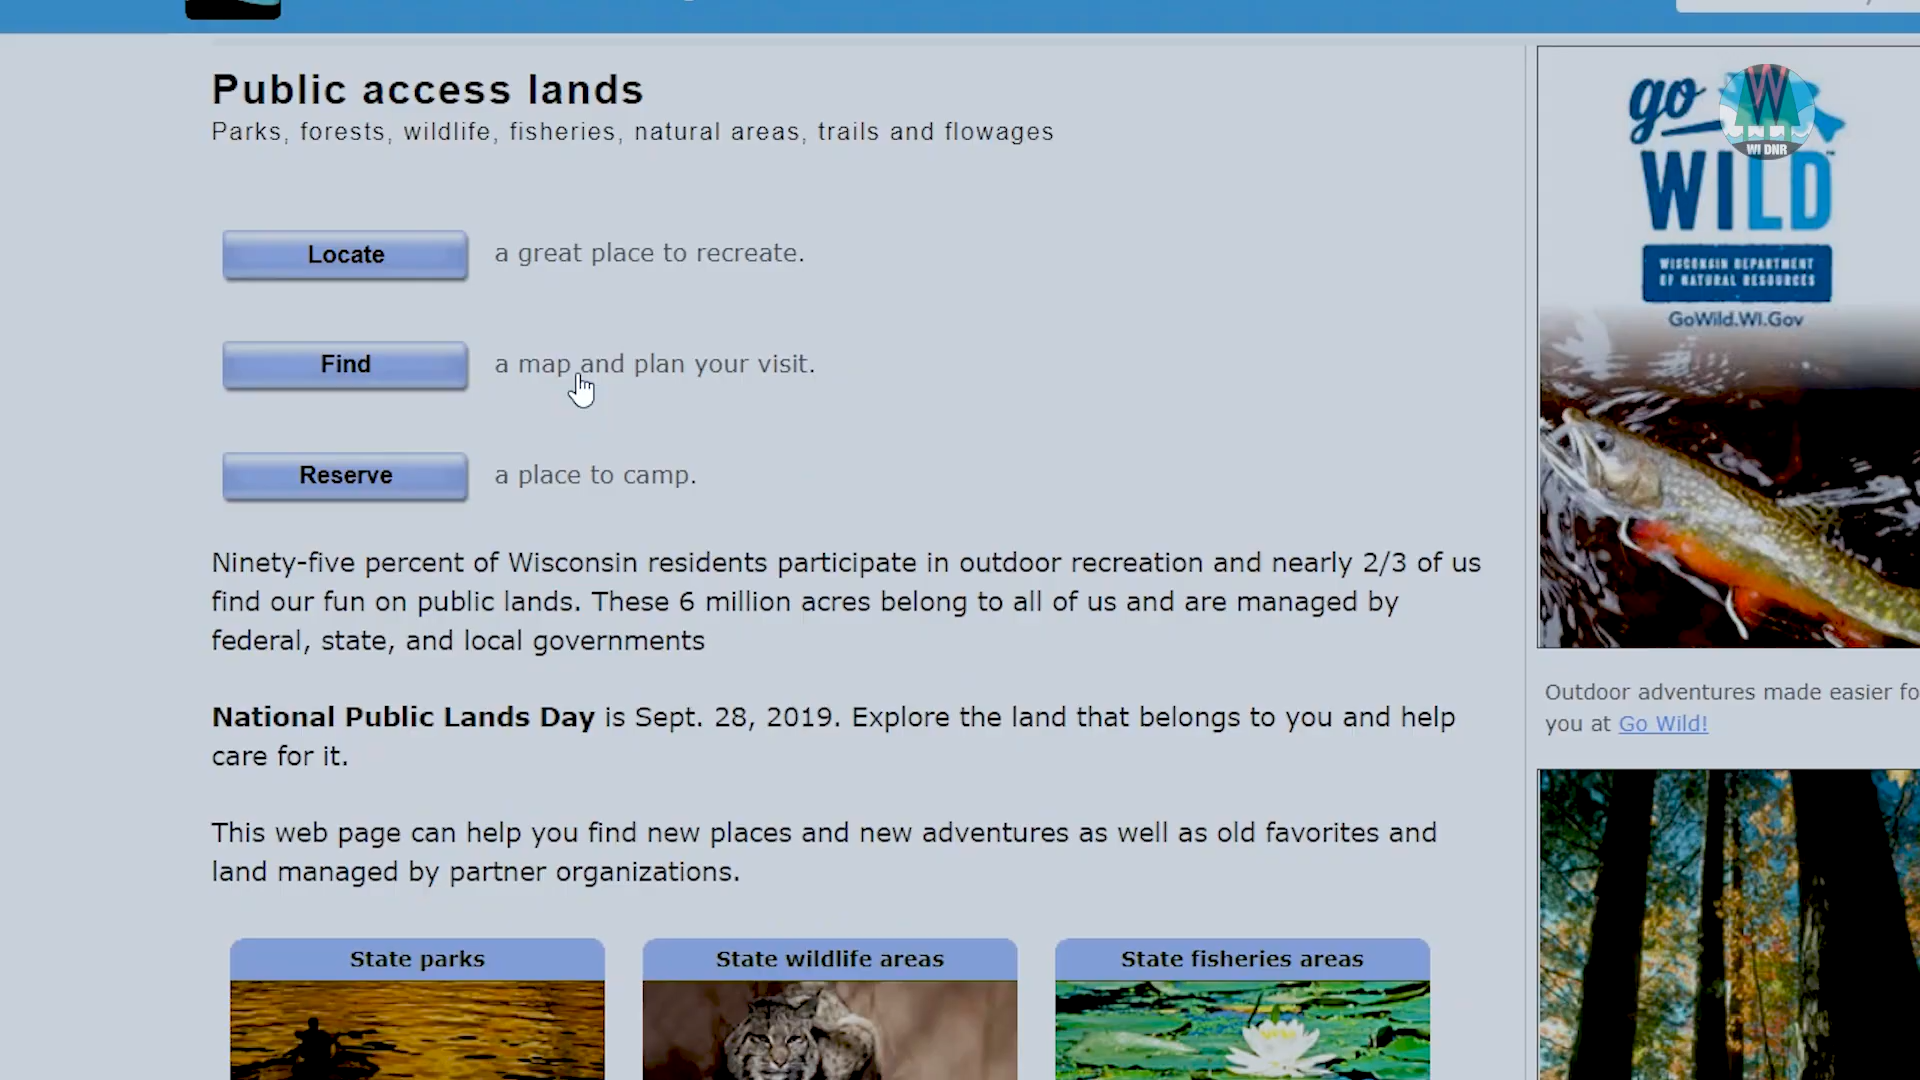 Public access lands
Parks, forests, wildlife, fisheries, natural areas, trails and flowages
Locate a great place to recreate.
Find a map and plan your visit.
Reserve a place to camp.
Ninety-five percent of Wisconsin residents participate in outdoor recreation and nearly 2/3 of us
find our fun on public lands. These 6 million acres belong to all of us and are managed by
federal, state, and local governments
National Public Lands Day is Sept. 28, 2019. Explore the land that belongs to you and help
care for it.
This web page can help you find new places and new adventures as well as old favorites and
land managed by partner organizations.
State parks
State wildlife areas
State fisheries areas
go
WILD
WISCONSIN DEPARTMENT
OF NATURAL RESOURCES
GoWild.WI.Gov
W
WI DNR
Outdoor adventures made easier fo
you at Go Wild!